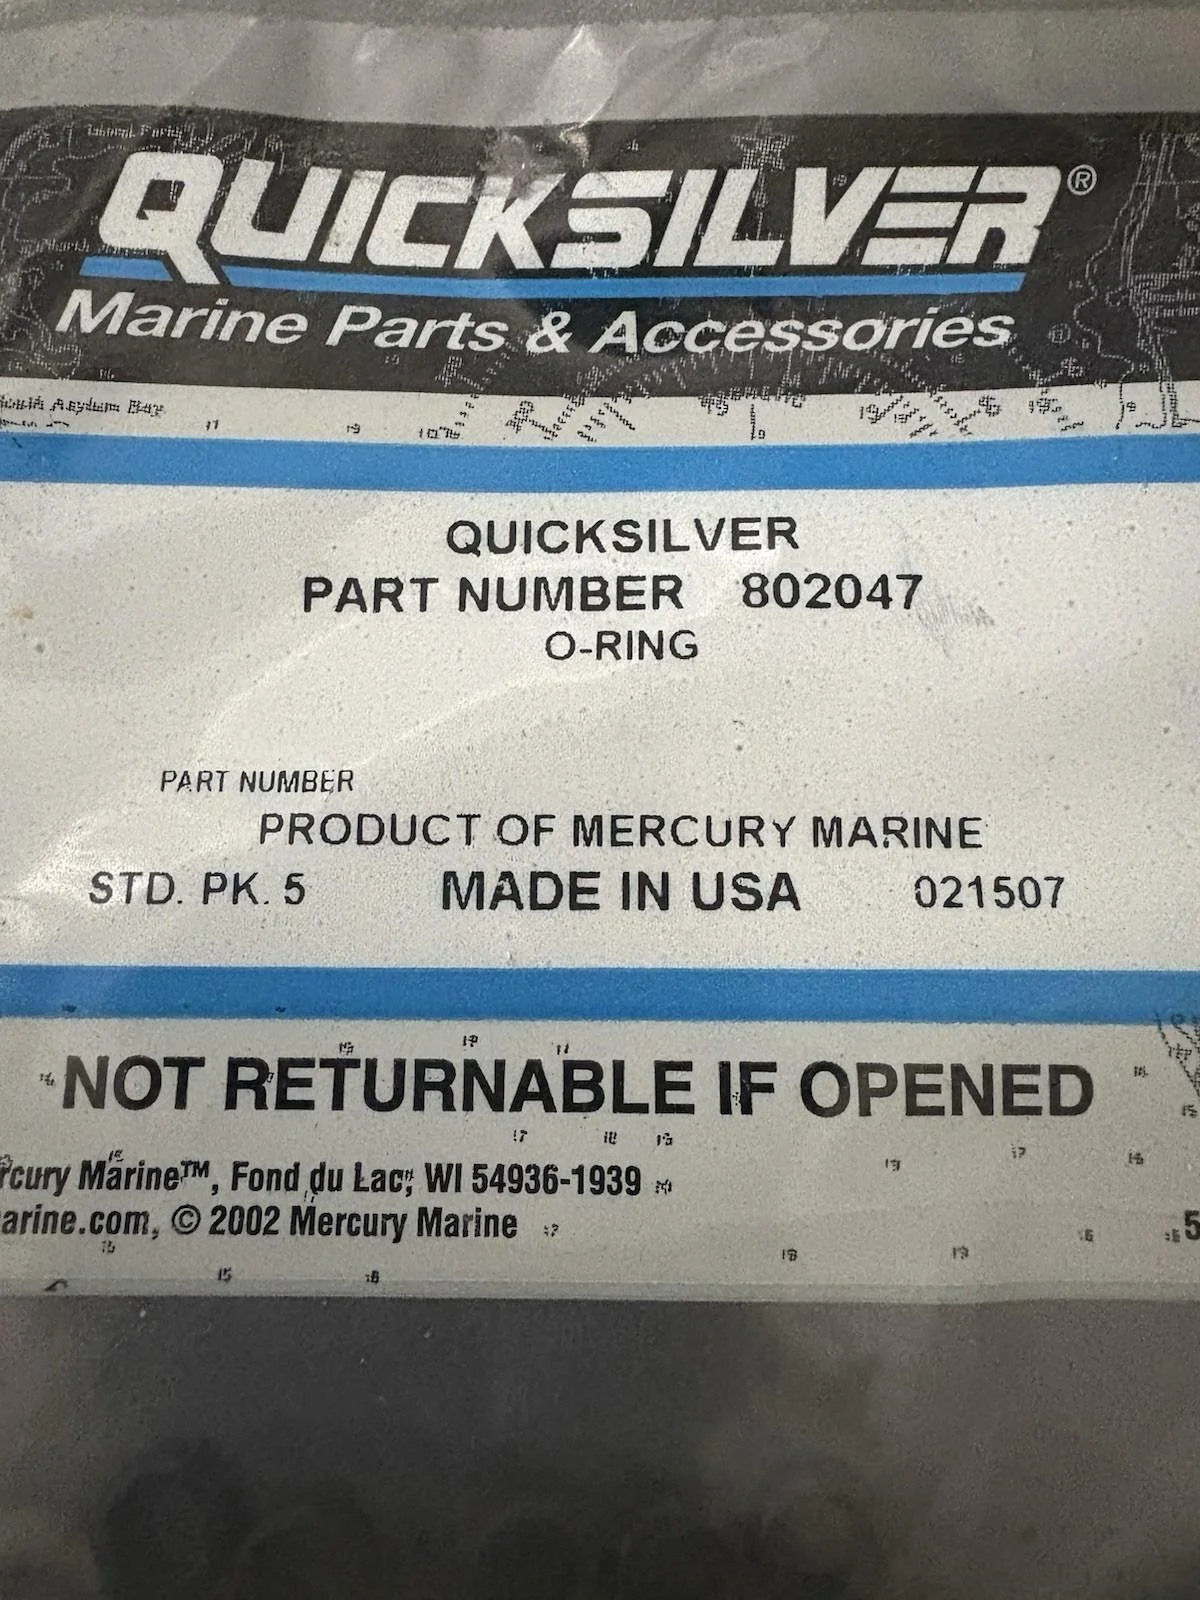 QUICKSILVER®
Marine Parts & Accessories
QUICKSILVER
PART NUMBER 802047
O-RING
PART NUMBER
PRODUCT OF MERCURY MARINE
STD. PK. 5 MADE IN USA 021507
NOT RETURNABLE IF OPENED
rcury Marine™, Fond du Lac, WI 54936-1939
arine.com, © 2002 Mercury Marine
5